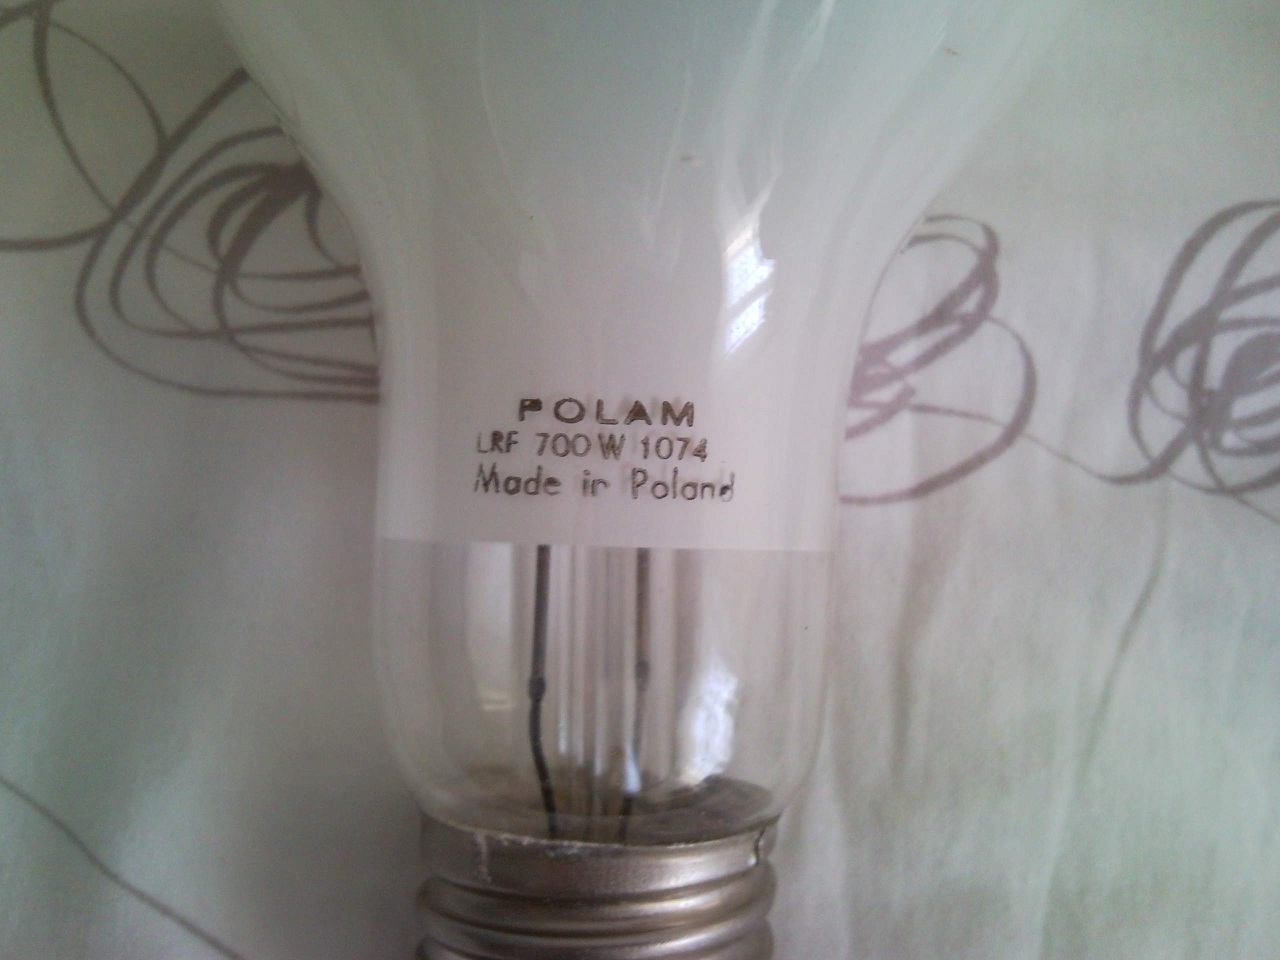 POLAM
LRF 700W 1074
Made in Poland